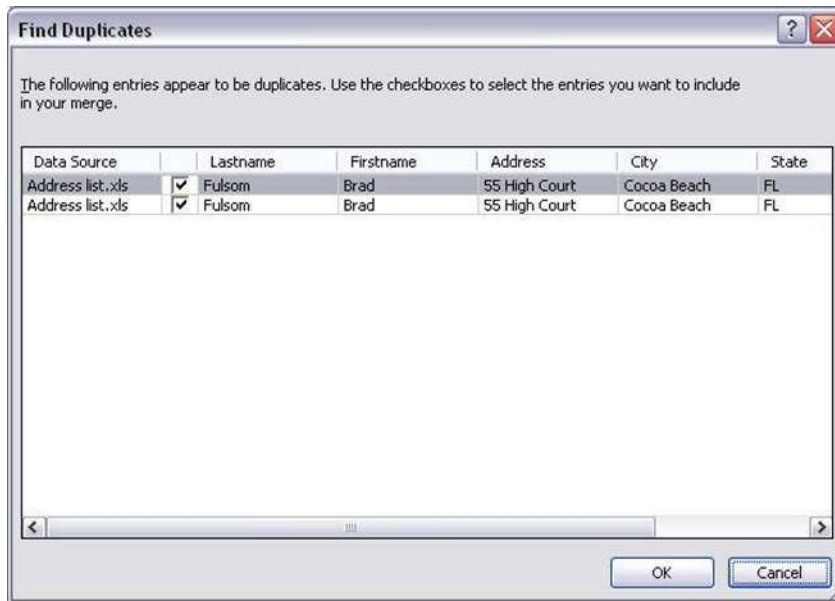 Find Duplicates
The following entries appear to be duplicates. Use the checkboxes to select the entries you want to include
in your merge.
Data Source Lastname Firstname Address City State
Address list.xls Fulsom Brad 55 High Court Cocoa Beach FL
Address list.xls Fulsom Brad 55 High Court Cocoa Beach FL
OK Cancel